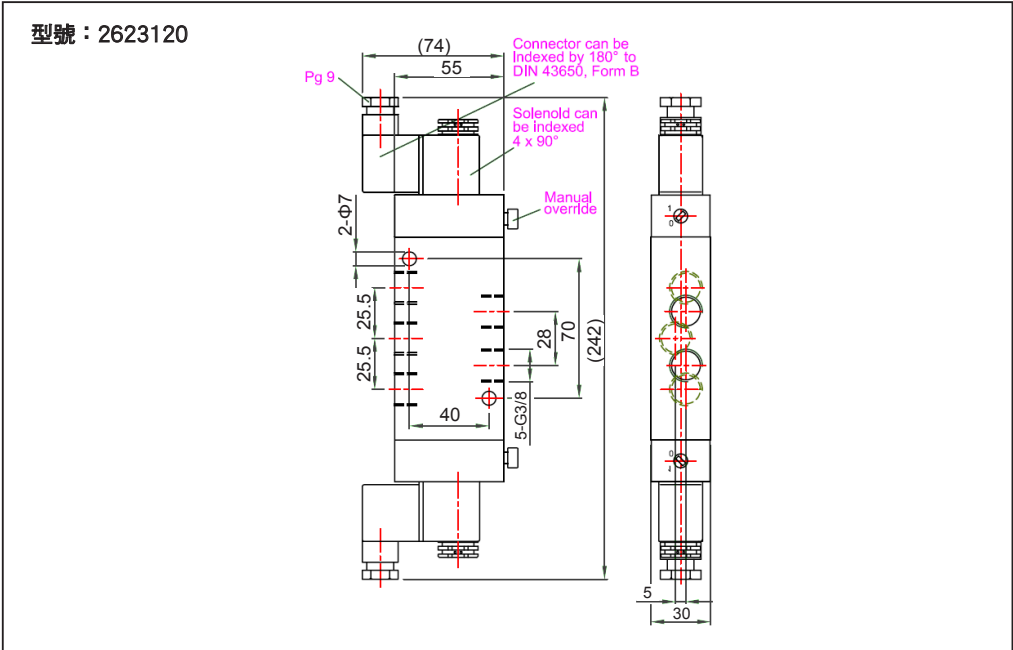 型號：2623120
(74)
55
Connector can be
indexed by 180° to
DIN 43650, Form B
Pg 9
Solenoid can
be indexed
4 x 90°
Manual
override
2-Φ7
25.5
25.5
28
70
(242)
40
5-G3/8
1
0
0
4
5
30